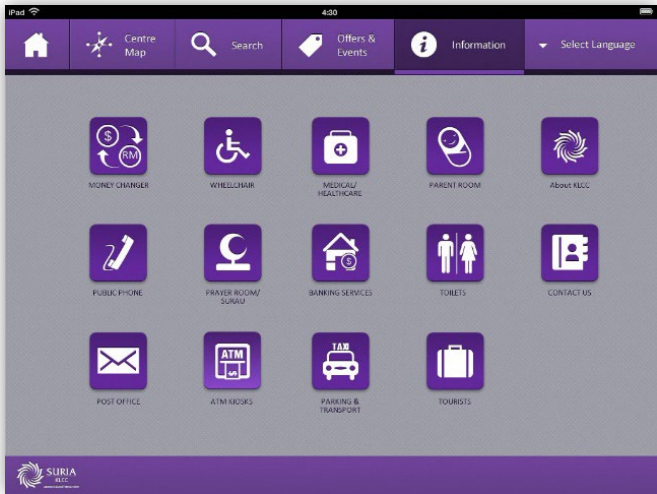 iPad
4:30
Centre
Map
Search
Offers &
Events
Information
Select Language
$
RM
MONEY CHANGER
WHEELCHAIR
MEDICAL/
HEALTHCARE
PARENT ROOM
About KLCC
PUBLIC PHONE
PRAYER ROOM/
SURAU
$
BANKING SERVICES
TOILETS
CONTACT US
POST OFFICE
ATM
$
ATM KIOSKS
TAXI
PARKING &
TRANSPORT
TOURISTS
SURIA
KLCC